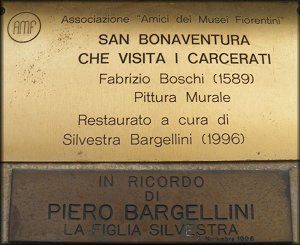 AMF
Associazione "Amici dei Musei Fiorentini"
SAN BONAVENTURA
CHE VISITA I CARCERATI
Fabrizio Boschi (1589)
Pittura Murale
Restaurato a cura di
Silvestra Bargellini (1996)
IN RICORDO
DI
PIERO BARGELLINI
LA FIGLIA SILVESTRA
1996